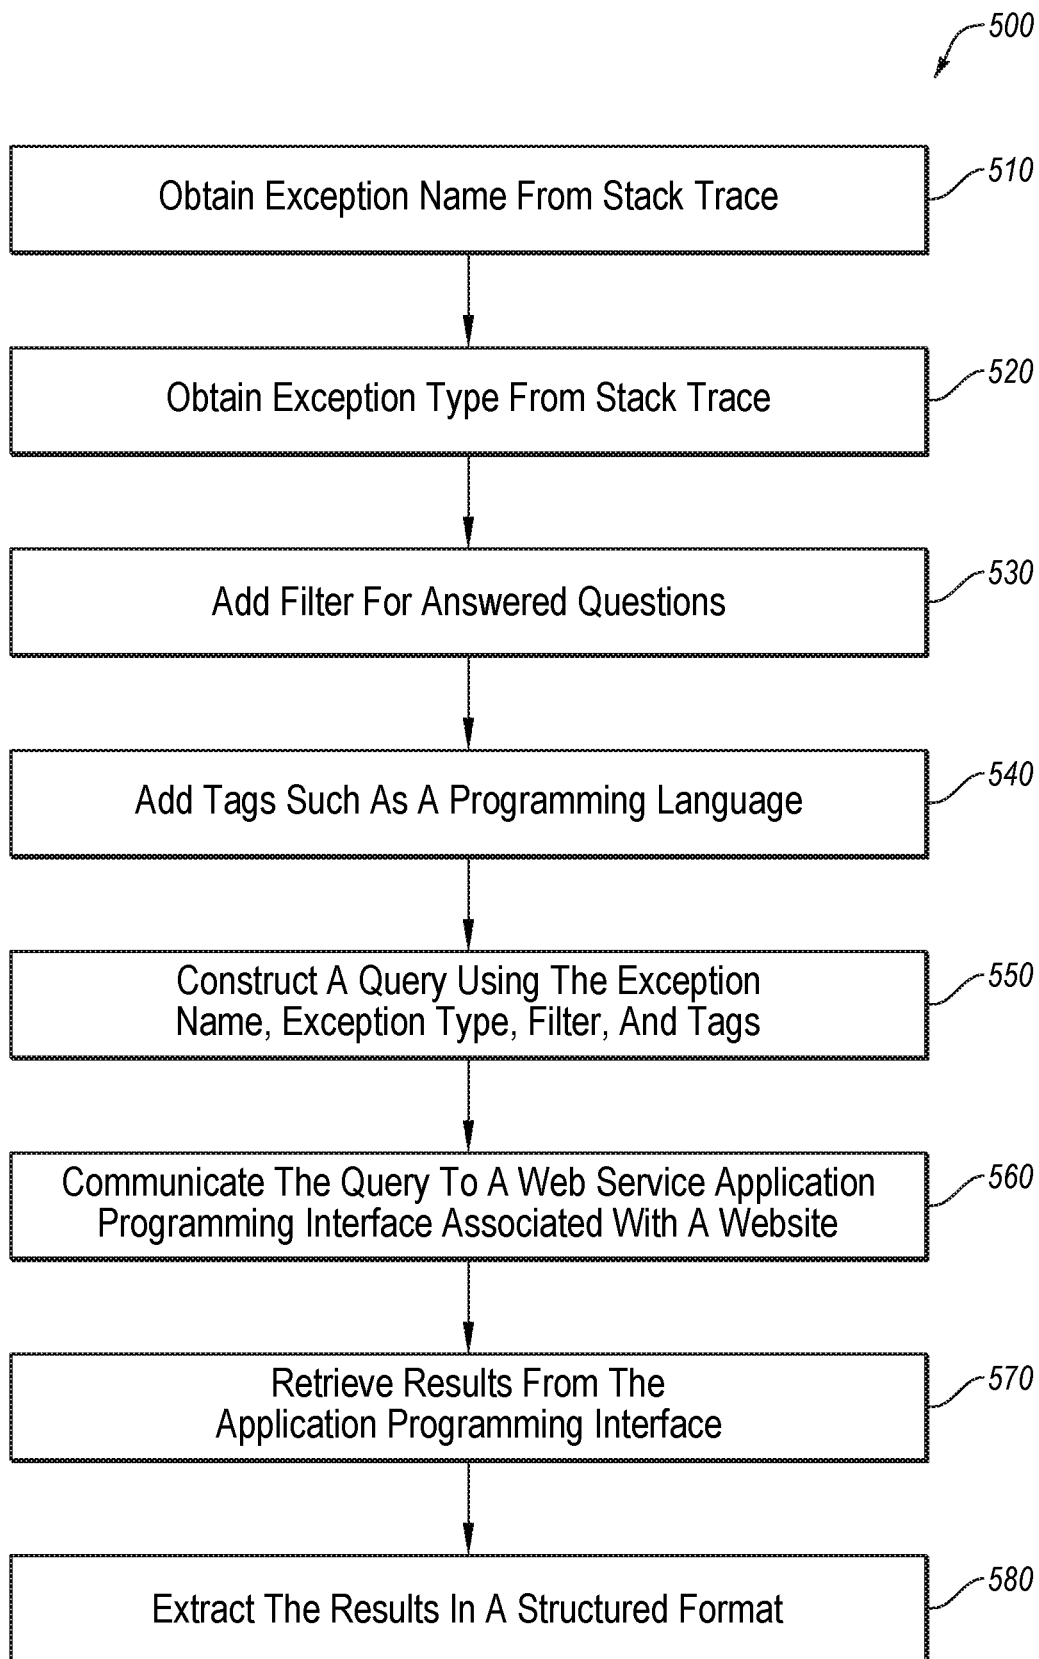 500
Obtain Exception Name From Stack Trace
510
Obtain Exception Type From Stack Trace
520
Add Filter For Answered Questions
530
Add Tags Such As A Programming Language
540
Construct A Query Using The Exception
Name, Exception Type, Filter, And Tags
550
Communicate The Query To A Web Service Application
Programming Interface Associated With A Website
560
Retrieve Results From The
Application Programming Interface
570
Extract The Results In A Structured Format
580